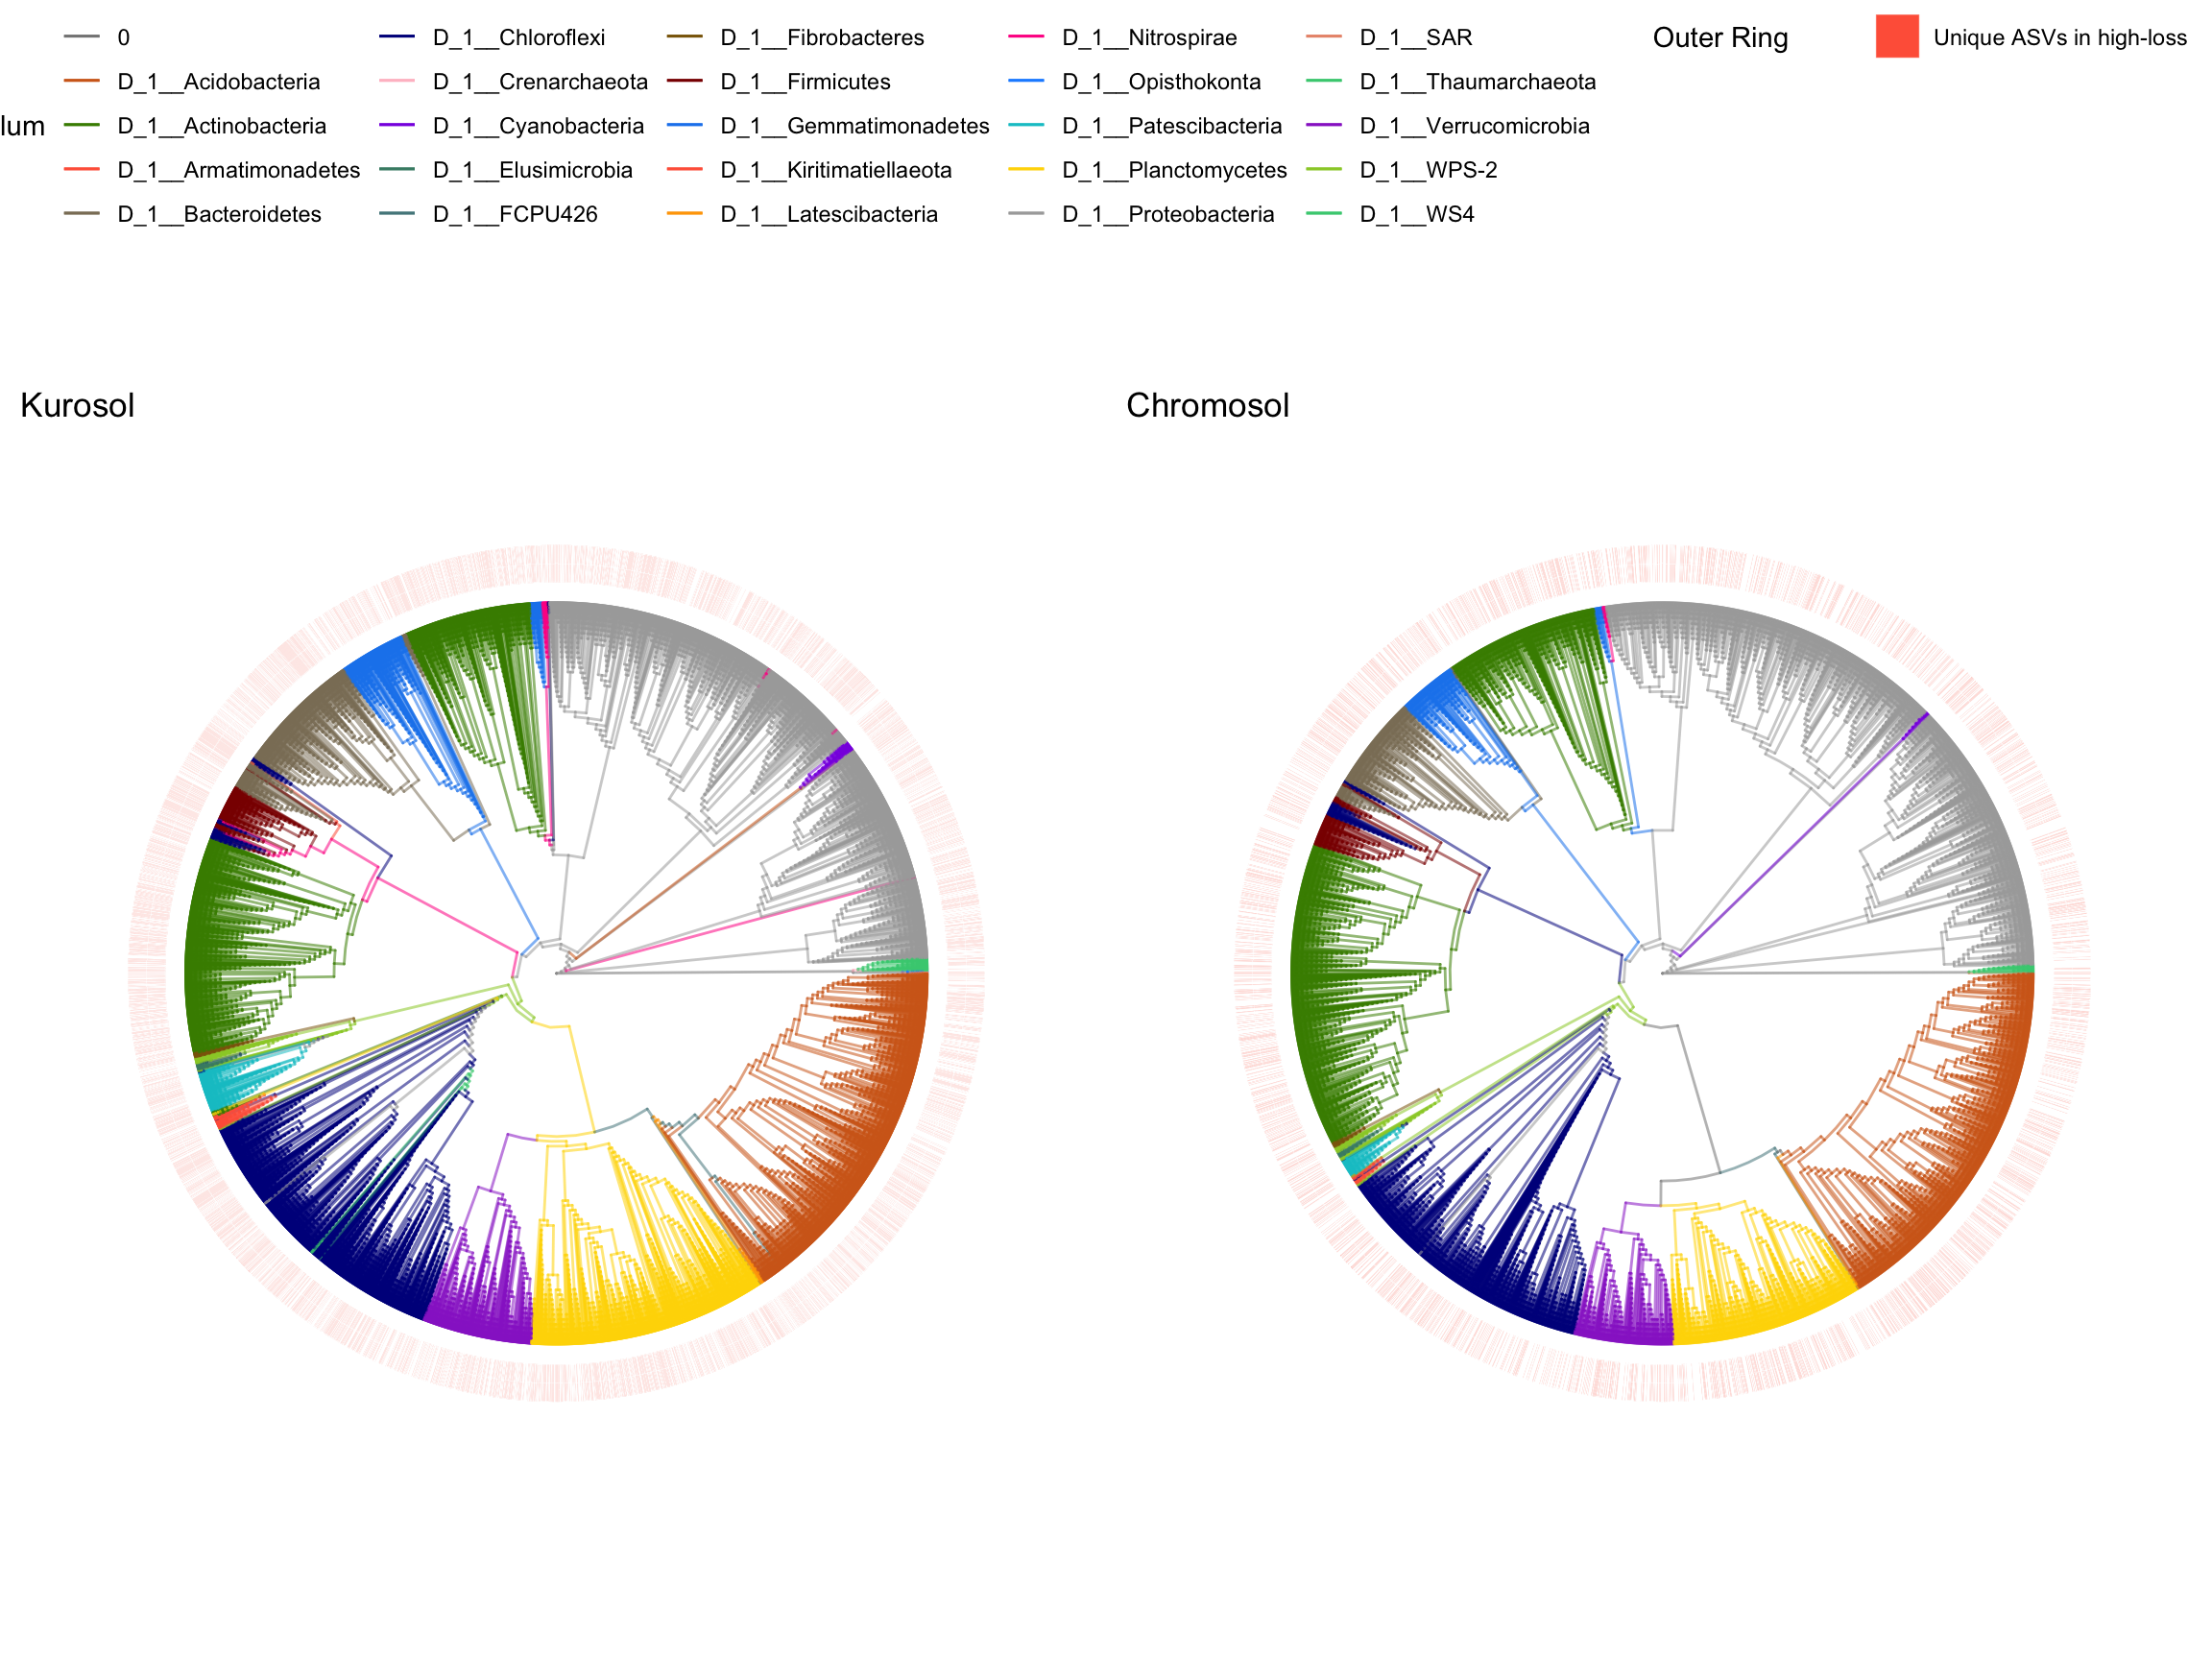 0
D_1__Chloroflexi
D_1__Fibrobacteres
D_1__Nitrospirae
D_1__SAR
Outer Ring
Unique ASVs in high-loss
D_1__Acidobacteria
D_1__Crenarchaeota
D_1__Firmicutes
D_1__Opisthokonta
D_1__Thaumarchaeota
lum
D_1__Actinobacteria
D_1__Cyanobacteria
D_1__Gemmatimonadetes
D_1__Patescibacteria
D_1__Verrucomicrobia
D_1__Armatimonadetes
D_1__Elusimicrobia
D_1__Kiritimatiellaeota
D_1__Planctomycetes
D_1__WPS-2
D_1__Bacteroidetes
D_1__FCPU426
D_1__Latescibacteria
D_1__Proteobacteria
D_1__WS4
Kurosol
Chromosol